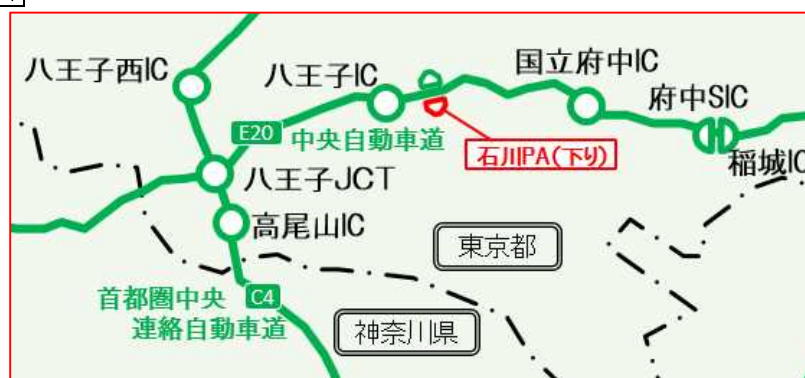 八王子西IC
八王子IC
国立府中IC
府中SIC
稲城IC
E20 中央自動車道
石川PA(下り)
八王子JCT
高尾山IC
東京都
首都圏中央 C4
連絡自動車道
神奈川県